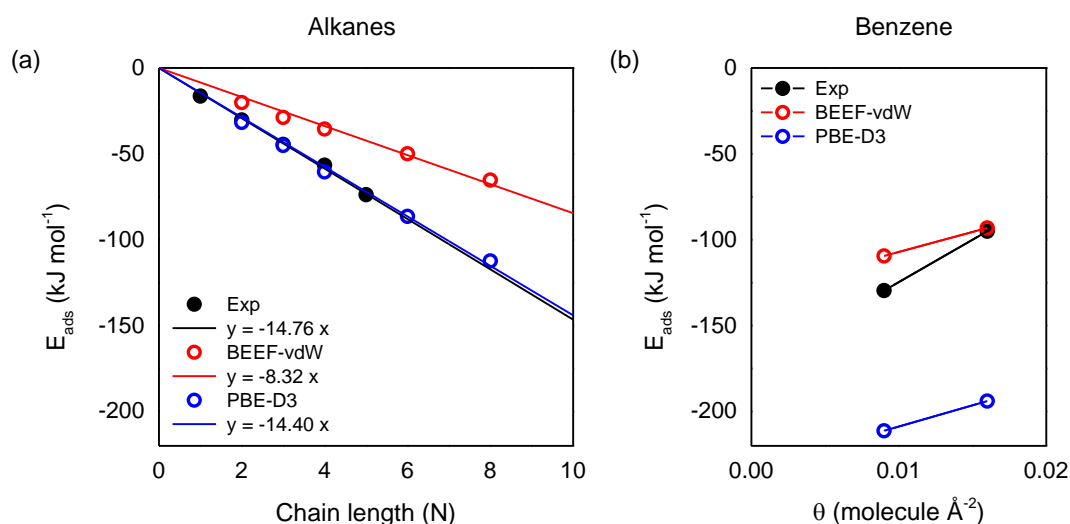 Alkanes
(a)
0
-50
-100
-150
-200
E_ads (kJ mol⁻¹)
Exp
y = -14.76 x
BEEF-vdW
y = -8.32 x
PBE-D3
y = -14.40 x
0 2 4 6 8 10
Chain length (N)
Benzene
(b)
0
-50
-100
-150
-200
E_ads (kJ mol⁻¹)
Exp
BEEF-vdW
PBE-D3
0.00 0.01 0.02
θ (molecule Å⁻²)